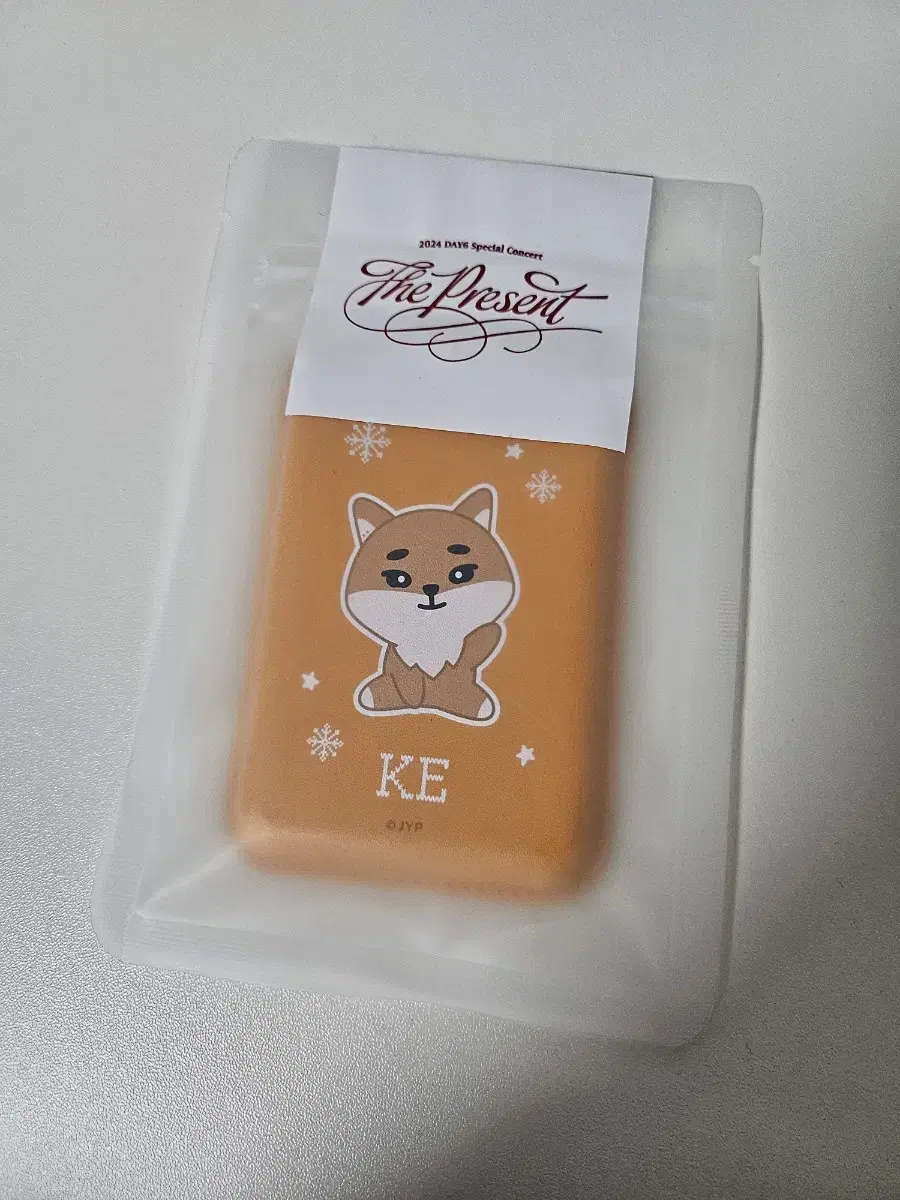 2024 DAY6 Special Concert
The Present
KE
© JYP